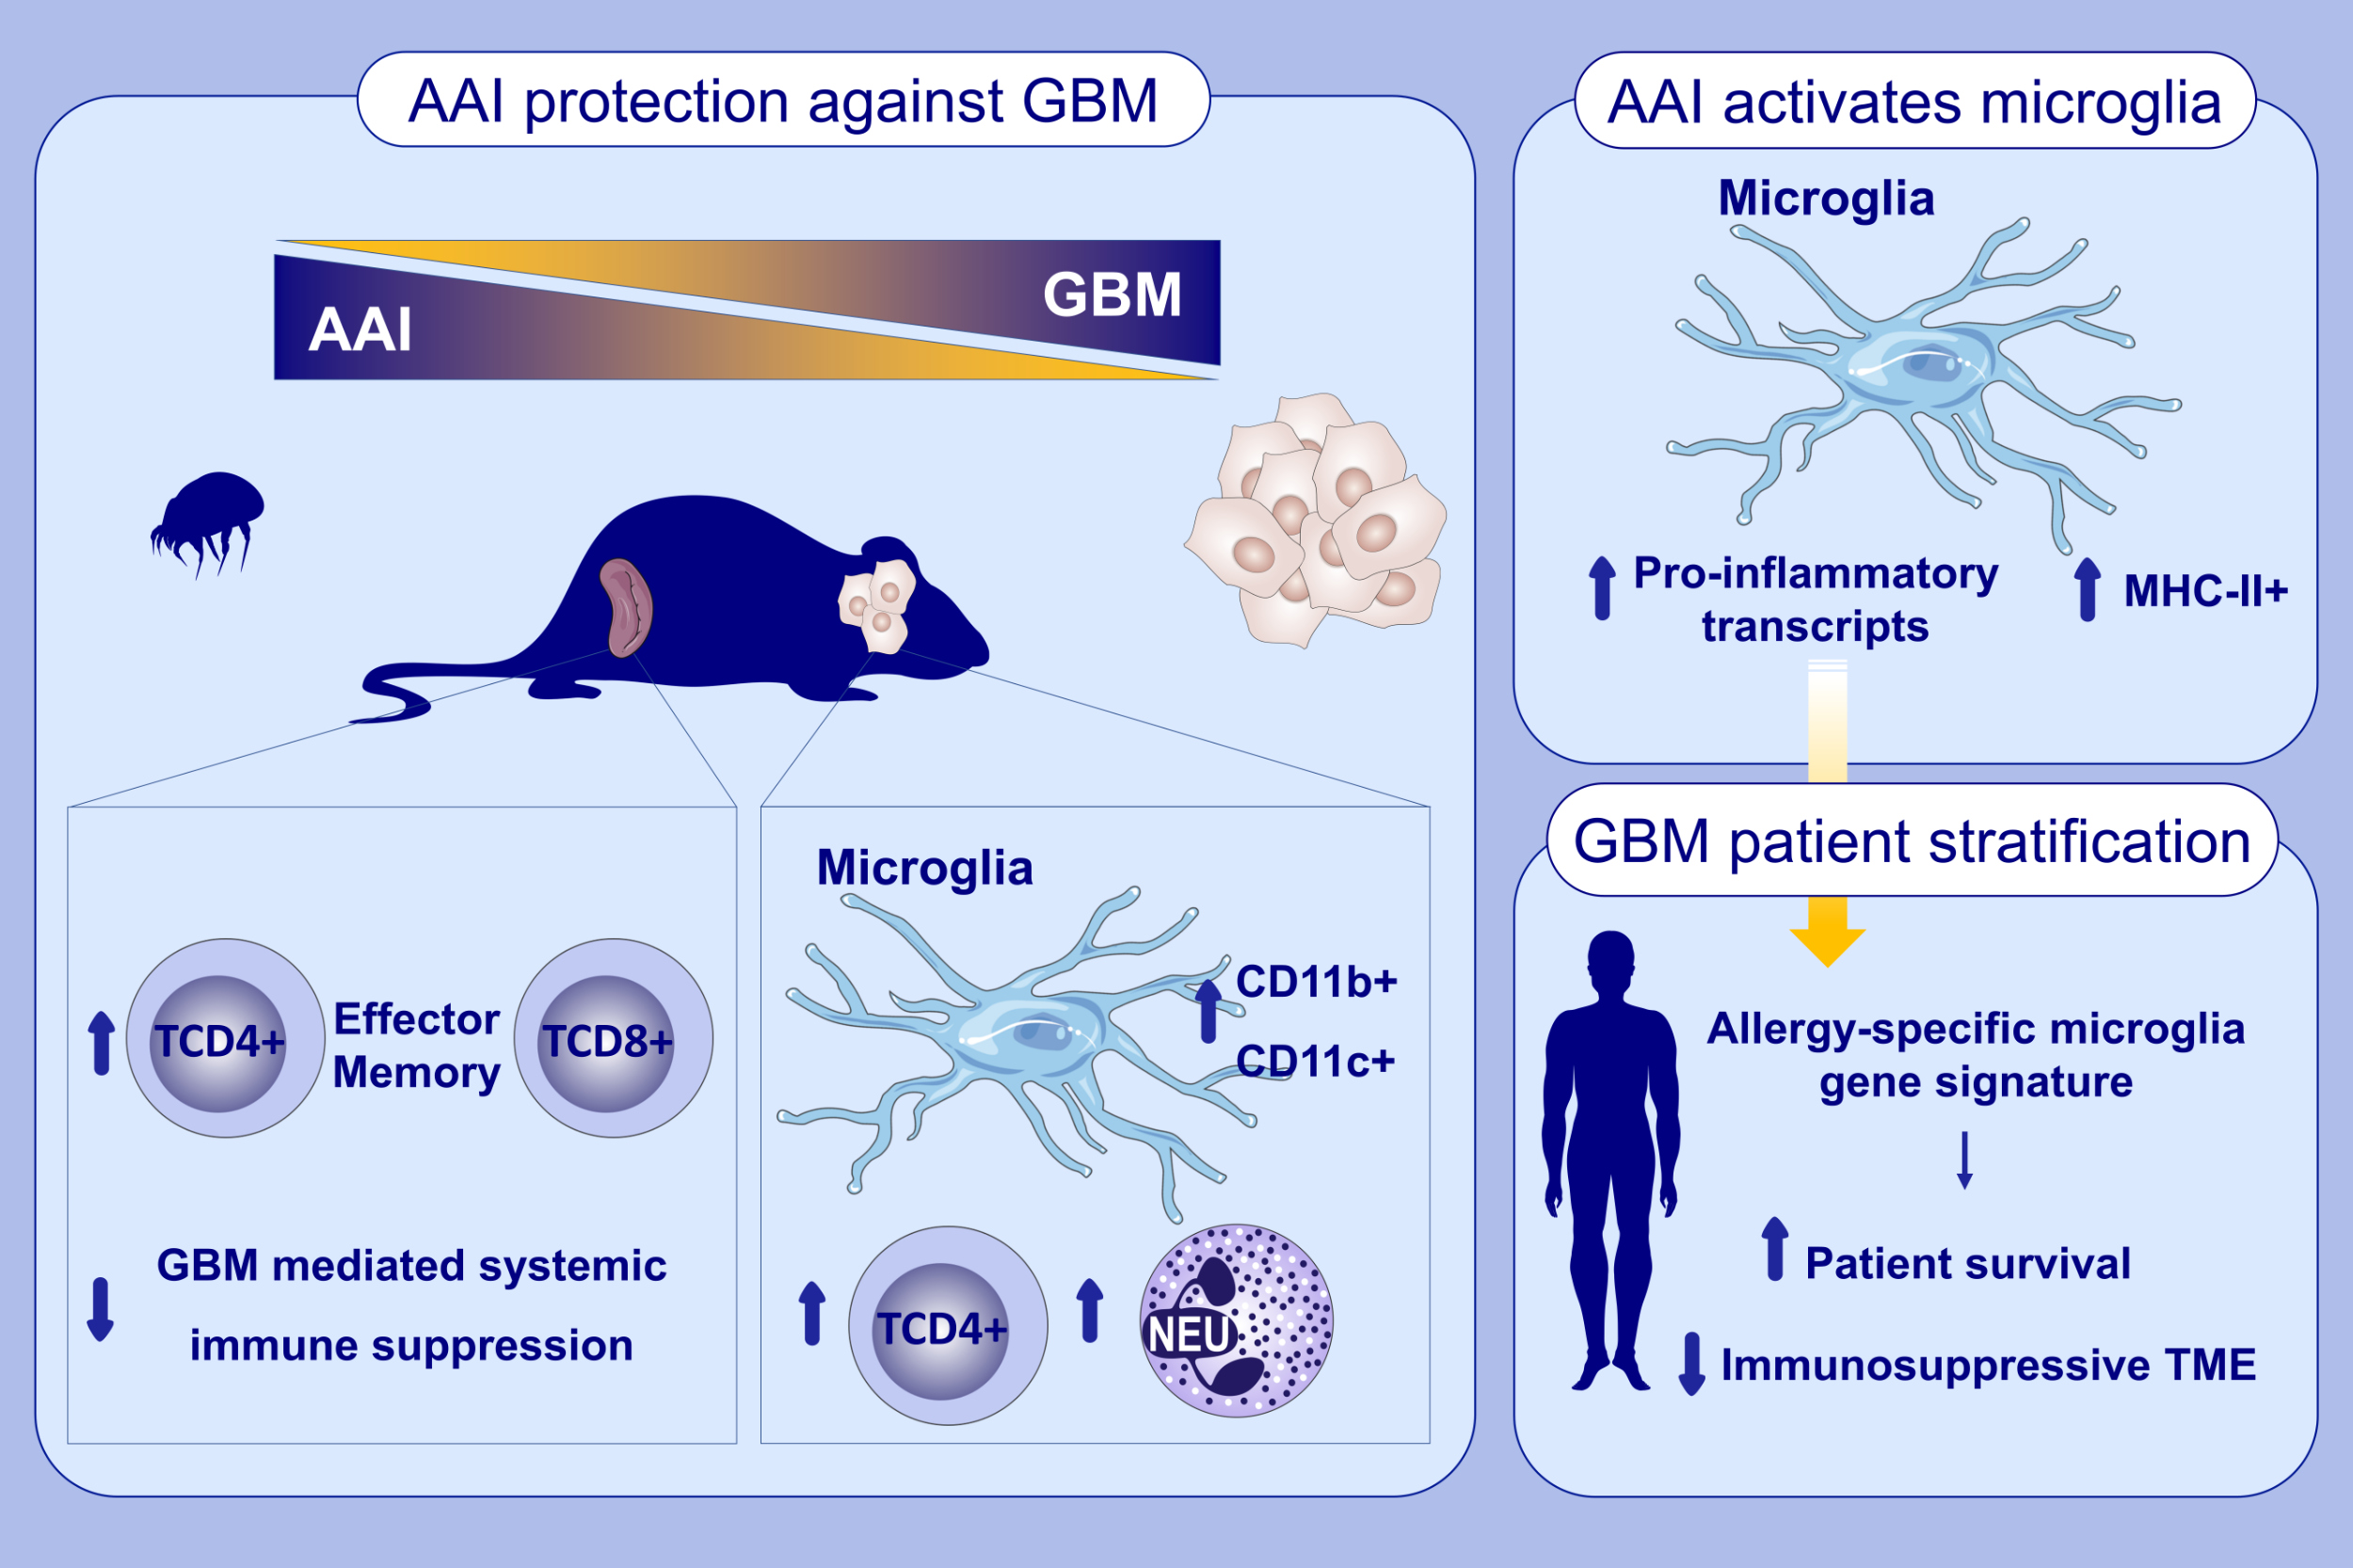 AAI protection against GBM
GBM
AAI
TCD4+
Effector
Memory
TCD8+
GBM mediated systemic
immune suppression
Microglia
CD11b+
CD11c+
TCD4+
NEU
AAI activates microglia
Microglia
Pro-inflammatory
transcripts
MHC-II+
GBM patient stratification
Allergy-specific microglia
gene signature
Patient survival
Immunosuppressive TME